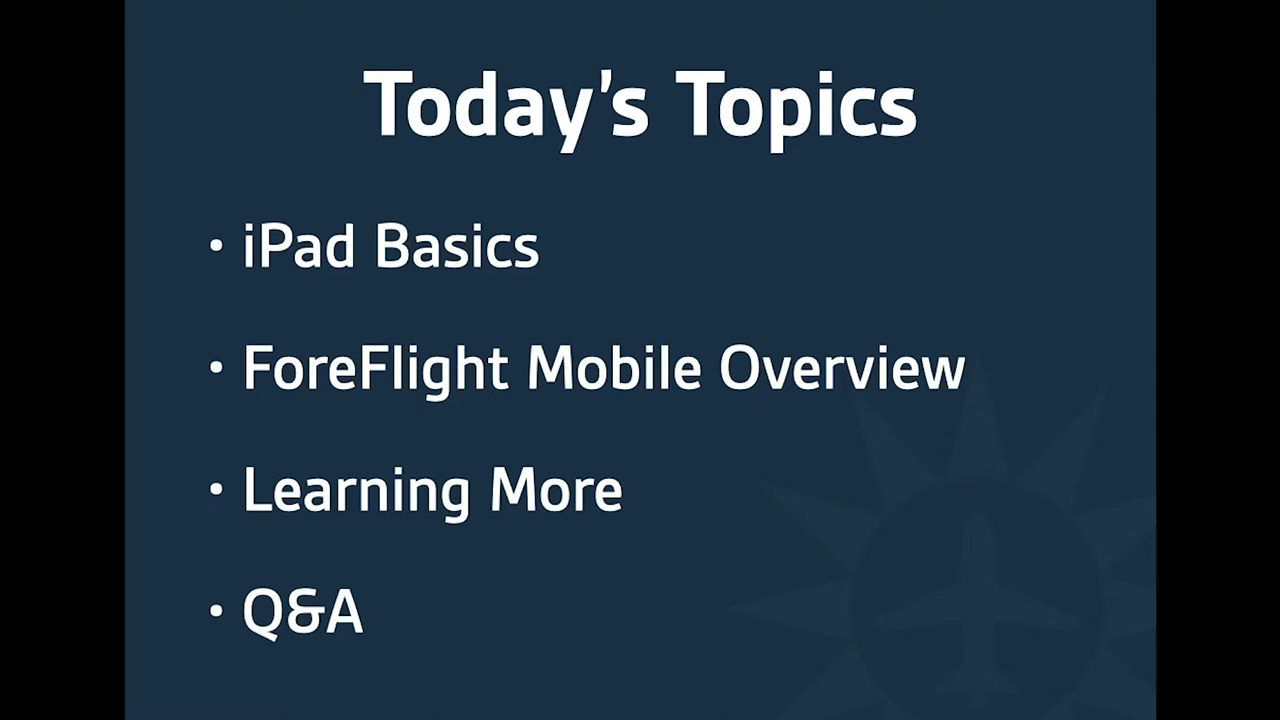 Today’s Topics
• iPad Basics
• ForeFlight Mobile Overview
• Learning More
• Q&A